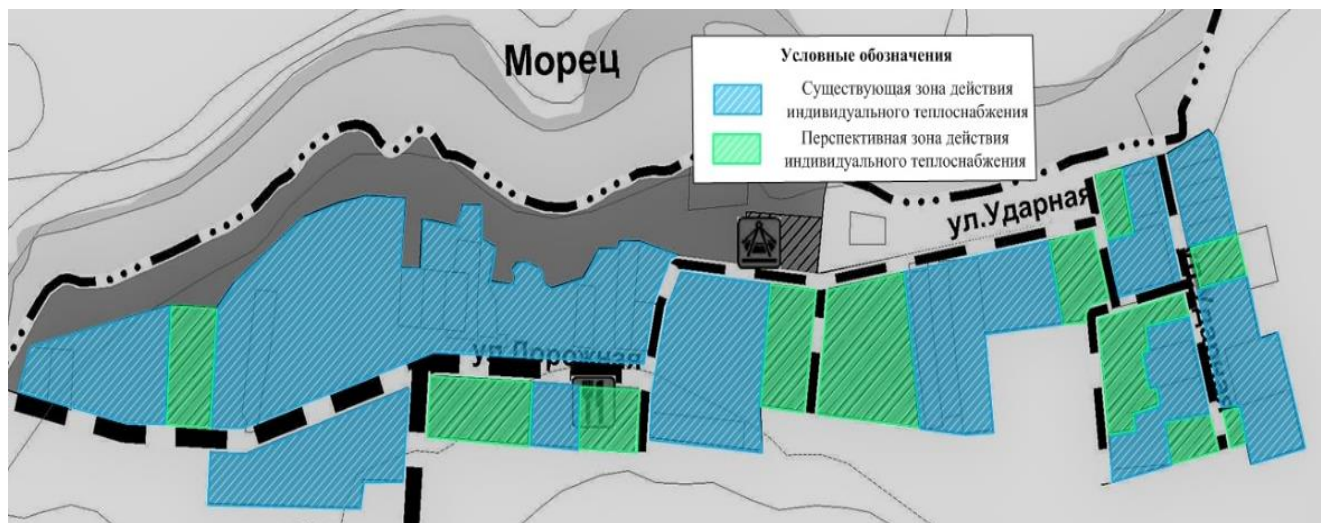 Морец
Условные обозначения
Существующая зона действия
индивидуального теплоснабжения
Перспективная зона действия
индивидуального теплоснабжения
ул.Ударная
ул.Дорожная